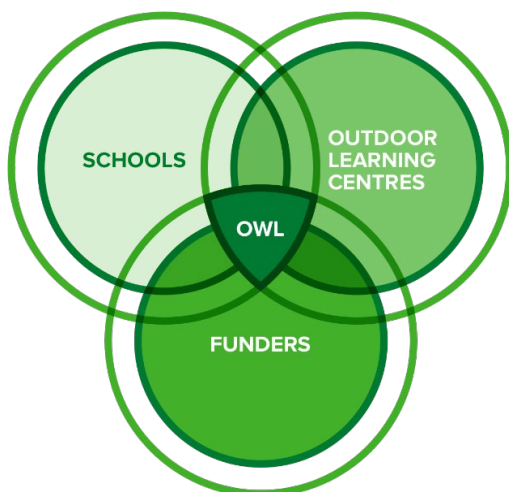 SCHOOLS
OUTDOOR
LEARNING
CENTRES
OWL
FUNDERS